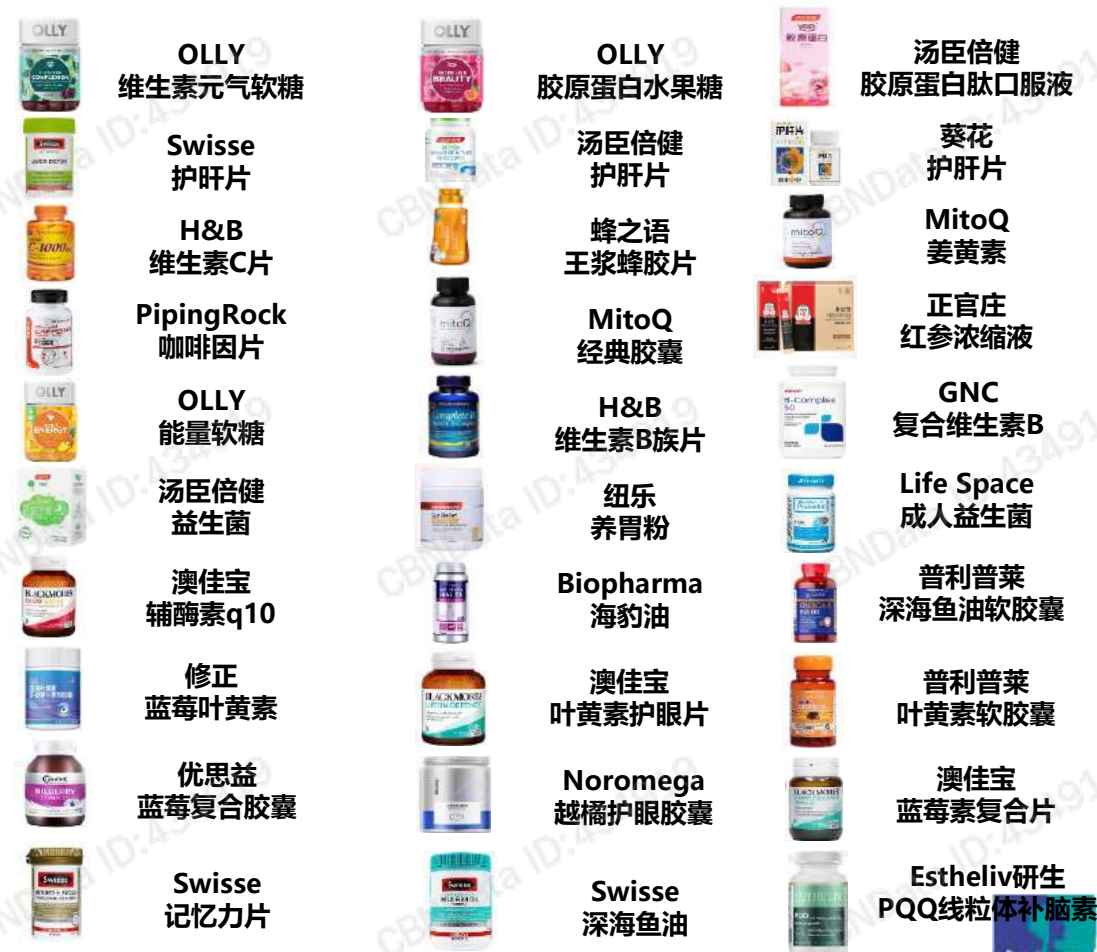 OLLY
维生素元气软糖
OLLY
胶原蛋白水果糖
汤臣倍健
胶原蛋白肽口服液
Swisse
护旰片
汤臣倍健
护肝片
葵花
护肝片
H&B
维生素C片
蜂之语
王浆蜂胶片
MitoQ
姜黄素
PipingRock
咖啡因片
MitoQ
经典胶囊
正官庄
红参浓缩液
OLLY
能量软糖
H&B
维生素B族片
GNC
复合维生素B
汤臣倍健
益生菌
纽乐
养胃粉
Life Space
成人益生菌
澳佳宝
辅酶素q10
Biopharma
海豹油
普利普莱
深海鱼油软胶囊
修正
蓝莓叶黄素
澳佳宝
叶黄素护眼片
普利普莱
叶黄素软胶囊
优思益
蓝莓复合胶囊
Noromega
越橘护眼胶囊
澳佳宝
蓝莓素复合片
Swisse
记忆力片
Swisse
深海鱼油
Estheliv研生
PQQ线粒体补脑素